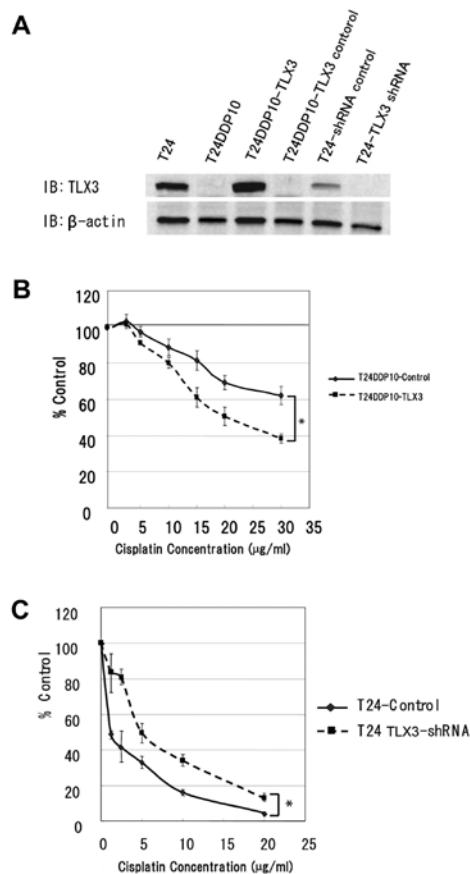 A
T24
T24DDP10
T24DDP10-TLX3
T24DDP10-TLX3 contorol
T24-shRNA control
T24-TLX3 shRNA
IB: TLX3
IB: β-actin
B
120
100
80
60
40
20
0
% Control
0 5 10 15 20 25 30 35
Cisplatin Concentration (μg/ml)
T24DDP10-Control
T24DDP10-TLX3
*
C
120
100
80
60
40
20
0
% Control
0 5 10 15 20 25
Cisplatin Concentration (μg/ml)
T24-Control
T24 TLX3-shRNA
*